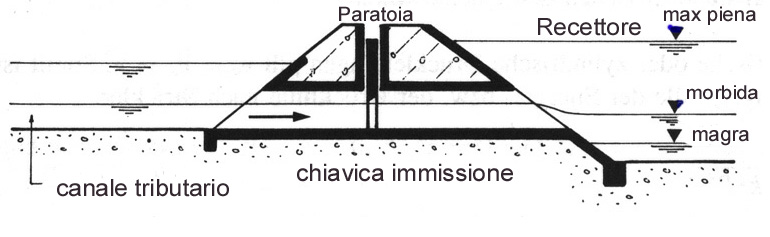 Paratoia
Recettore
max piena
morbida
magra
chiavica immissione
canale tributario